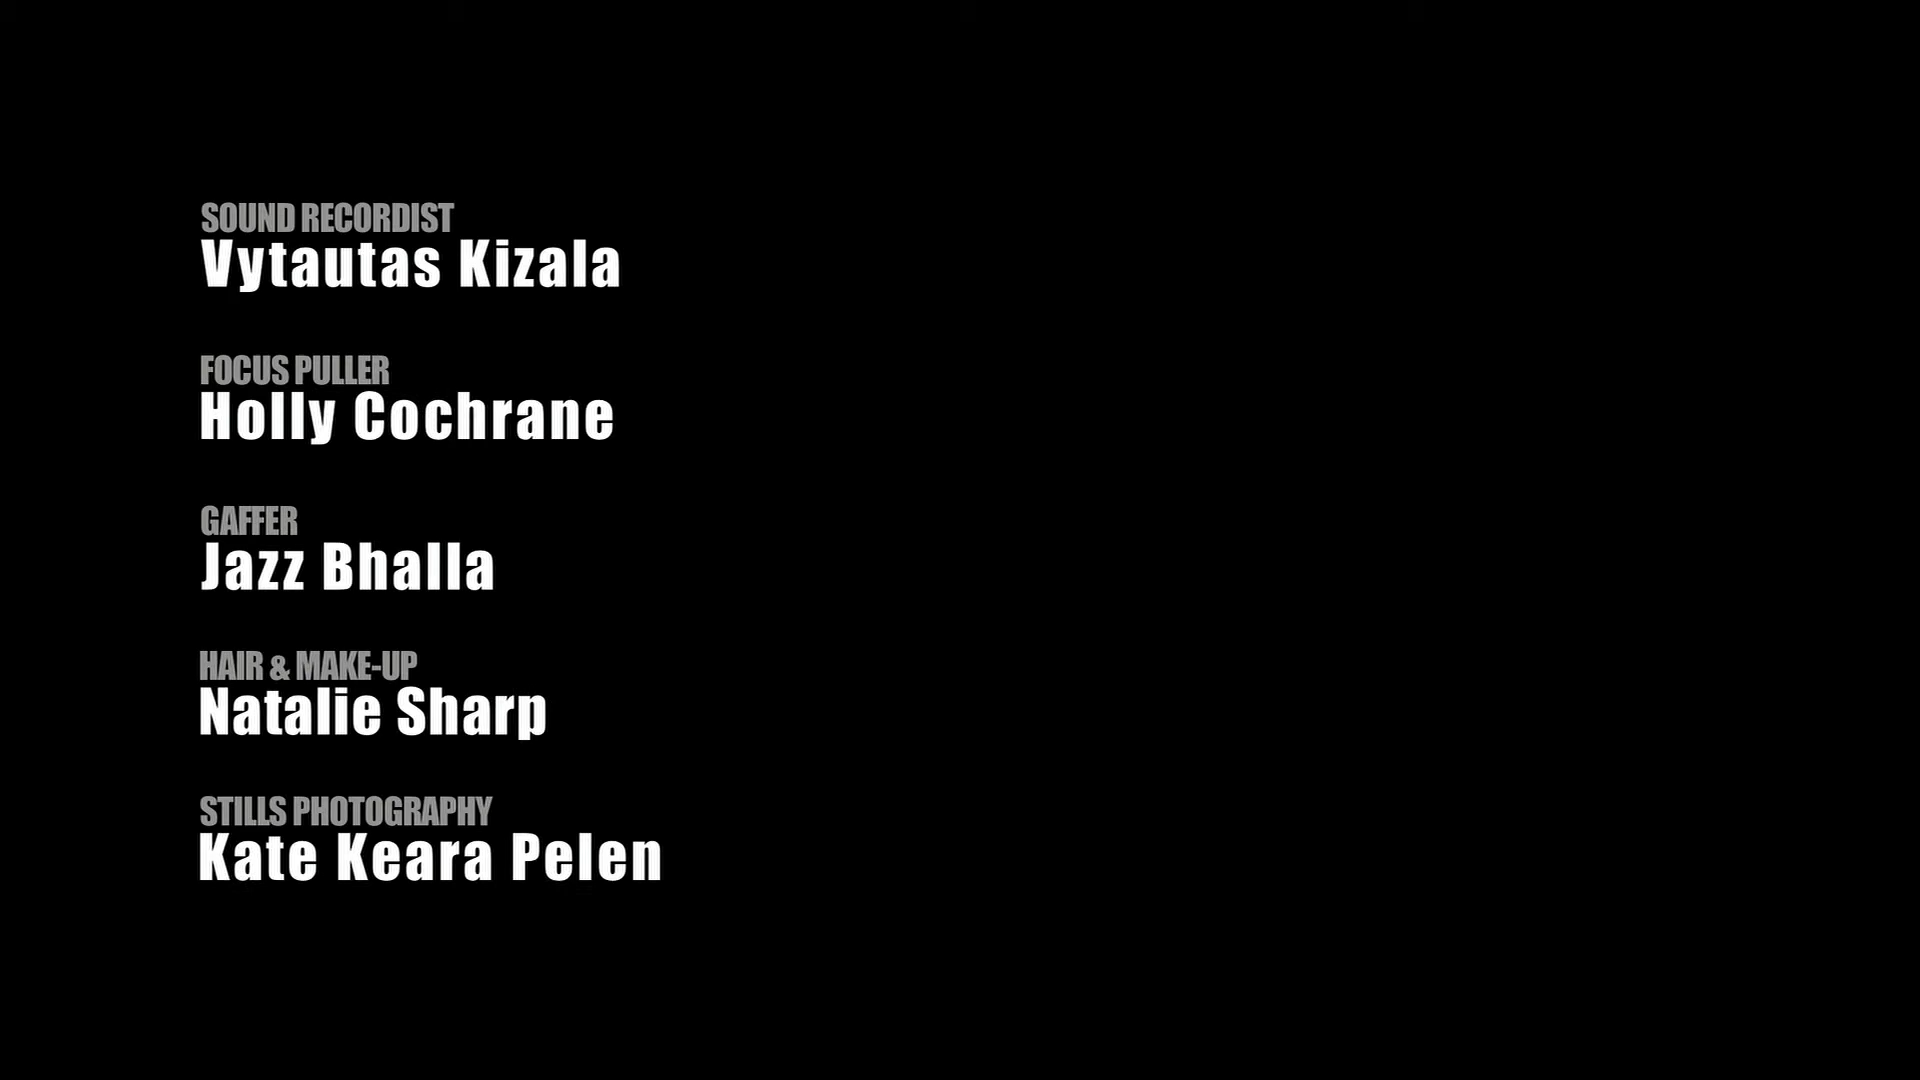 SOUND RECORDIST
Vytautas Kizala
FOCUS PULLER
Holly Cochrane
GAFFER
Jazz Bhalla
HAIR & MAKE-UP
Natalie Sharp
STILLS PHOTOGRAPHY
Kate Keara Pelen